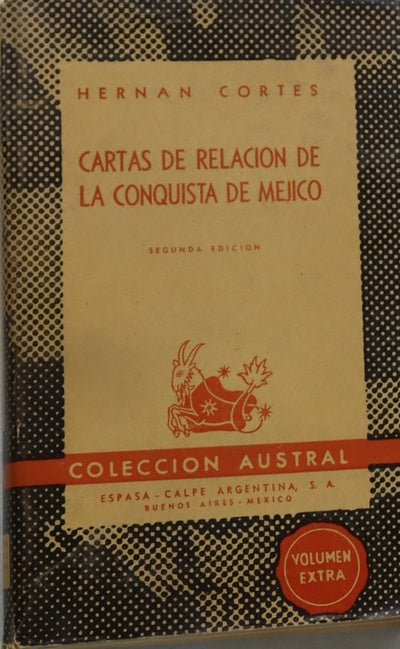 HERNAN CORTES
CARTAS DE RELACION DE
LA CONQUISTA DE MEJICO
SEGUNDA EDICION
COLECCION AUSTRAL
ESPASA - CALPE ARGENTINA, S. A.
BUENOS AIRES - MEXICO
VOLUMEN
EXTRA